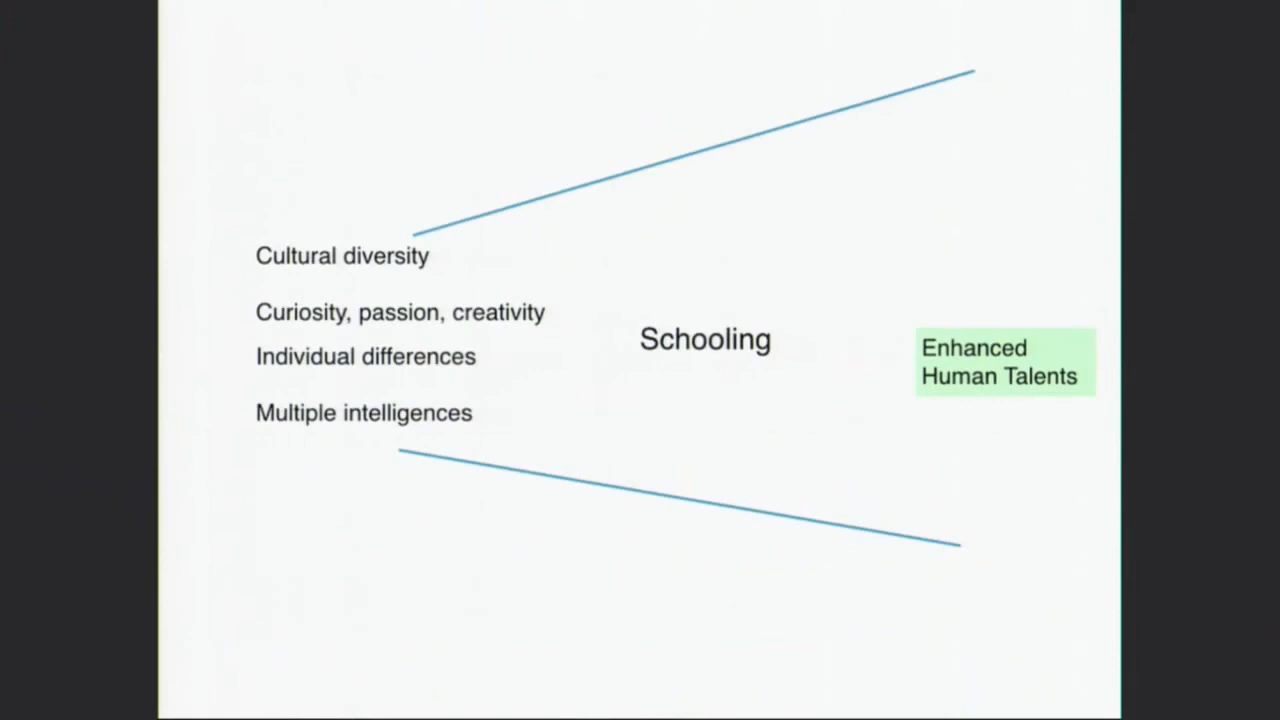 Cultural diversity
Curiosity, passion, creativity
Individual differences
Multiple intelligences
Schooling
Enhanced
Human Talents